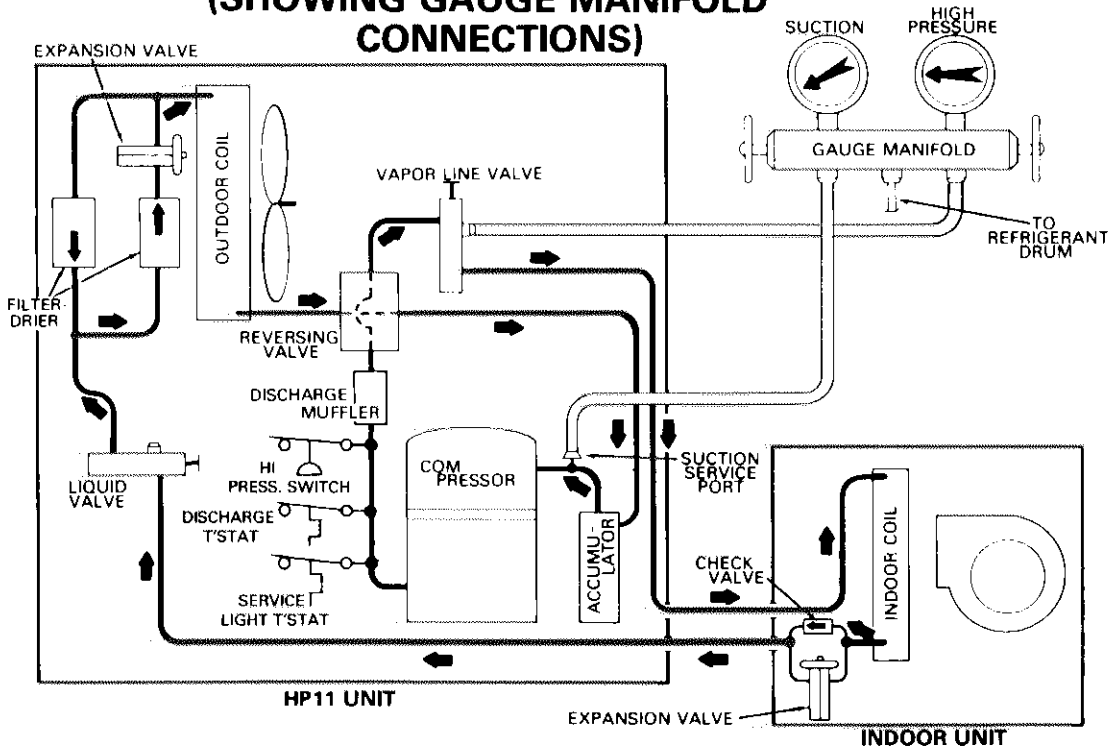 (SHOWING GAUGE MANIFOLD
CONNECTIONS)
EXPANSION VALVE
SUCTION
HIGH
PRESSURE
GAUGE MANIFOLD
TO
REFRIGERANT
DRUM
OUTDOOR COIL
VAPOR LINE VALVE
FILTER-
DRIER
REVERSING
VALVE
DISCHARGE
MUFFLER
HI
PRESS. SWITCH
LIQUID
VALVE
DISCHARGE
T'STAT
SERVICE
LIGHT T'STAT
COM
PRESSOR
SUCTION
SERVICE
PORT
ACCUMU-
LATOR
CHECK
VALVE
INDOOR COIL
HP11 UNIT
EXPANSION VALVE
INDOOR UNIT